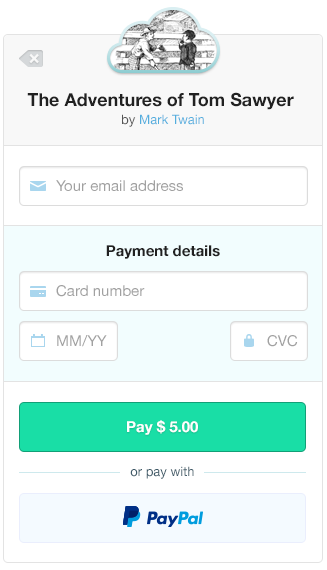 The Adventures of Tom Sawyer
by Mark Twain
Your email address
Payment details
Card number
MM/YY CVC
Pay $ 5.00
or pay with
PayPal